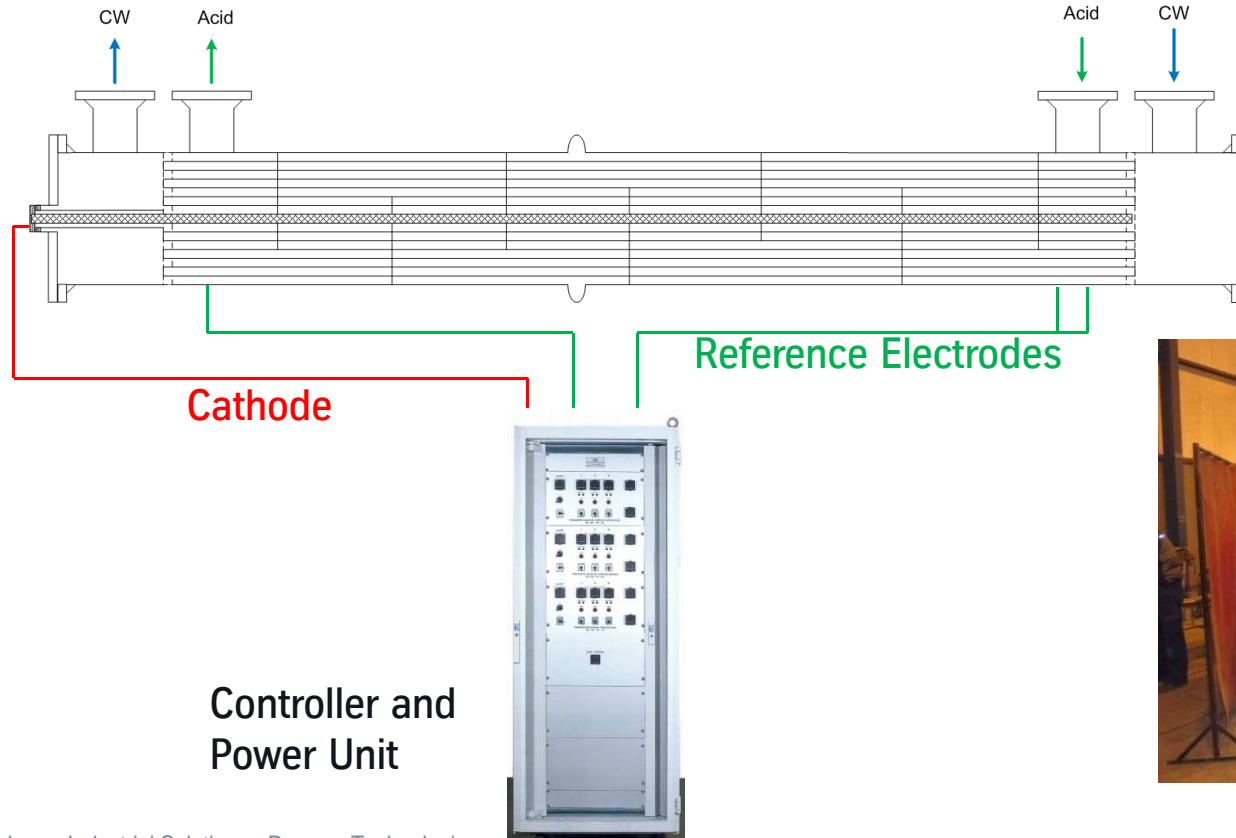 CW
Acid
Acid
CW
Reference Electrodes
Cathode
Controller and
Power Unit